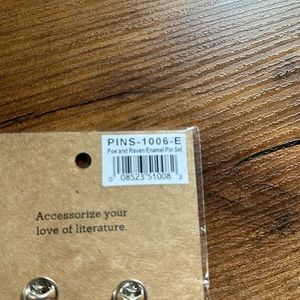 PINS-1006-E
Poe and Raven Enamel Pin Set
0 08523 51008 2
Accessorize your
love of literature.